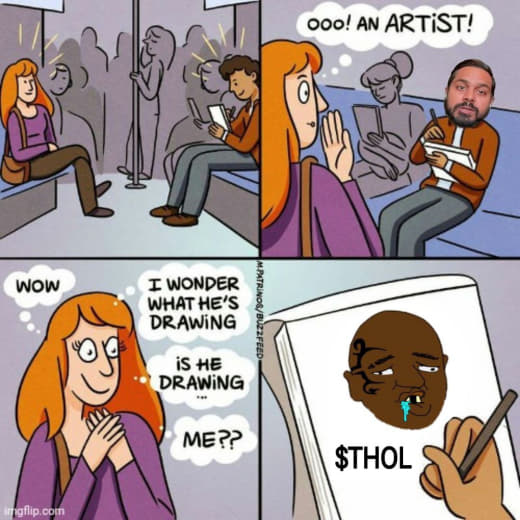 OOO! AN ARTiST!
WOW
I WONDER
WHAT HE'S
DRAWiNG
iS HE
DRAWiNG
...
ME??
M.PATRiNOS/BUZZFEED
$THOL
imgflip.com